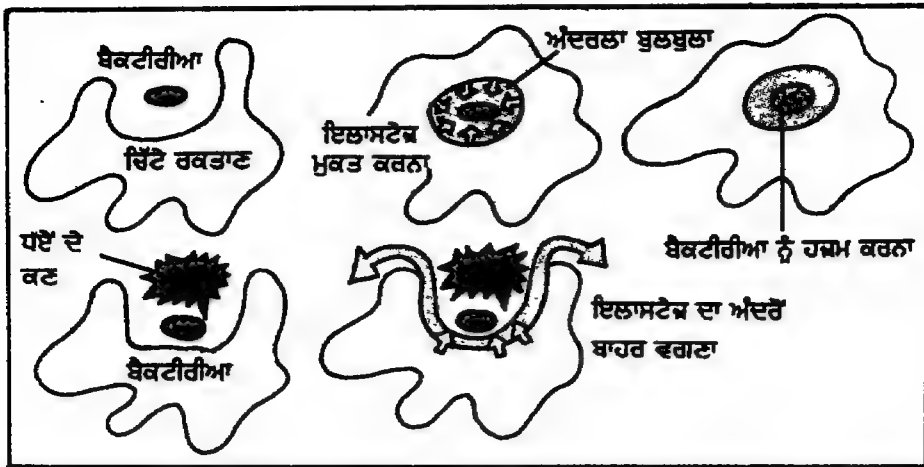 ਬੈਕਟੀਰੀਆ
ਚਿੱਟੇ ਰਕਤਾਣ
ਅੰਦਰਲਾ ਬੁਲਬੁਲਾ
ਇਲਾਸਟੇਜ਼
ਮੁਕਤ ਕਰਨਾ
ਬੈਕਟੀਰੀਆ ਨੂੰ ਹਜ਼ਮ ਕਰਨਾ
ਧੂੰਏਂ ਦੇ
ਕਣ
ਬੈਕਟੀਰੀਆ
ਇਲਾਸਟੇਜ਼ ਦਾ ਅੰਦਰੋਂ
ਬਾਹਰ ਵਗਣਾ